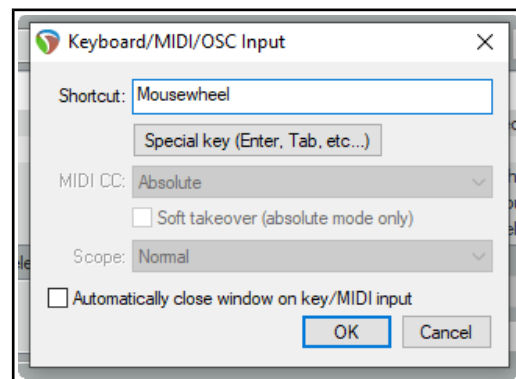 Keyboard/MIDI/OSC Input
Shortcut: Mousewheel
Special key (Enter, Tab, etc...)
MIDI CC: Absolute
Soft takeover (absolute mode only)
Scope: Normal
Automatically close window on key/MIDI input
OK Cancel